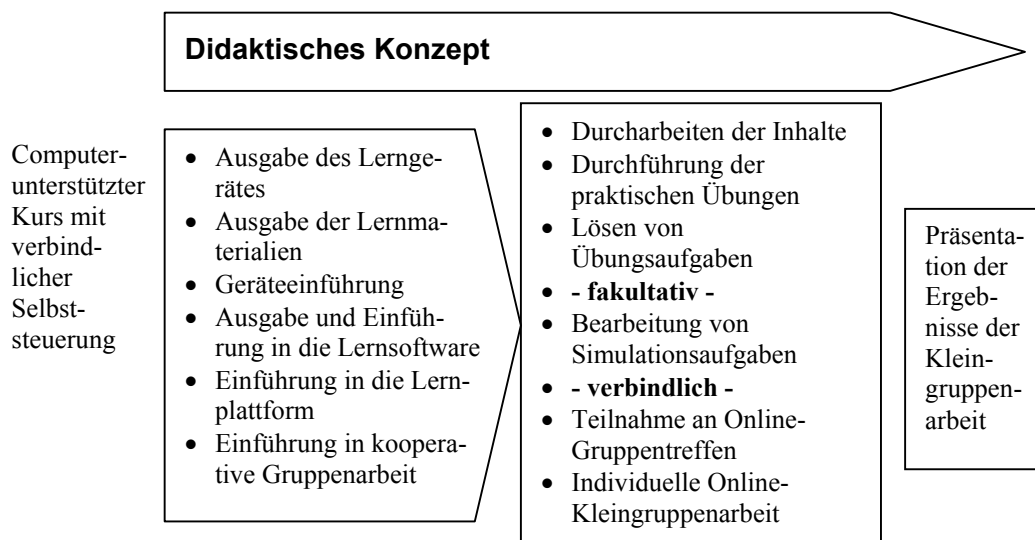 Didaktisches Konzept
Computer-
unterstützter
Kurs mit
verbind-
licher
Selbst-
steuerung
• Ausgabe des Lernge-
rätes
• Ausgabe der Lernma-
terialien
• Geräteeinführung
• Ausgabe und Einfüh-
rung in die Lernsoftware
• Einführung in die Lern-
plattform
• Einführung in koopera-
tive Gruppenarbeit
• Durcharbeiten der Inhalte
• Durchführung der
praktischen Übungen
• Lösen von
Übungsaufgaben
• - fakultativ -
• Bearbeitung von
Simulationsaufgaben
• - verbindlich -
• Teilnahme an Online-
Gruppentreffen
• Individuelle Online-
Kleingruppenarbeit
Präsenta-
tion der
Ergeb-
nisse der
Klein-
gruppen-
arbeit